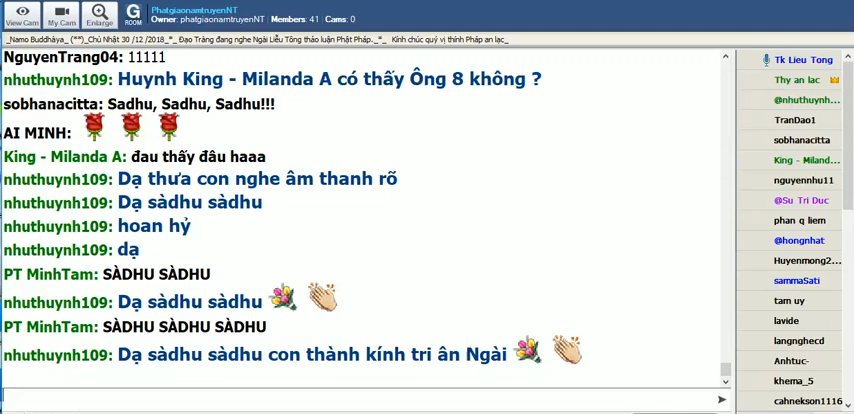 View Cam
My Cam
Enlarge
G
ROOM
PhatgiaonamtruyenNT
Owner: phatgiaonamtruyenNT | Members: 41 | Cams: 0
_Namo Buddhàya_ (**)_Chủ Nhật 30 /12 /2018_*_ Đạo Tràng đang nghe Ngài Liễu Tông thảo luận Phật Pháp._*_ Kính chúc quý vị thính Pháp an lạc_
NguyenTrang04: 11111
nhuthuynh109: Huynh King - Milanda A có thấy Ông 8 không ?
sobhanacitta: Sadhu, Sadhu, Sadhu!!!
AI MINH:
King - Milanda A: đau thấy đâu haaa
nhuthuynh109: Dạ thưa con nghe âm thanh rõ
nhuthuynh109: Dạ sàdhu sàdhu
nhuthuynh109: hoan hỷ
nhuthuynh109: dạ
PT MinhTam: SÀDHU SÀDHU
nhuthuynh109: Dạ sàdhu sàdhu
PT MinhTam: SÀDHU SÀDHU SÀDHU
nhuthuynh109: Dạ sàdhu sàdhu con thành kính tri ân Ngài
Tk Lieu Tong
Thy an lac
@nhuthuynh...
TranDao1
sobhanacitta
King - Miland...
nguyennhu11
@Su Tri Duc
phan q liem
@hongnhat
Huyenmong2...
sammaSati
tam uy
lavide
langnghecd
Anhtuc-
khema_5
cahnekson1116